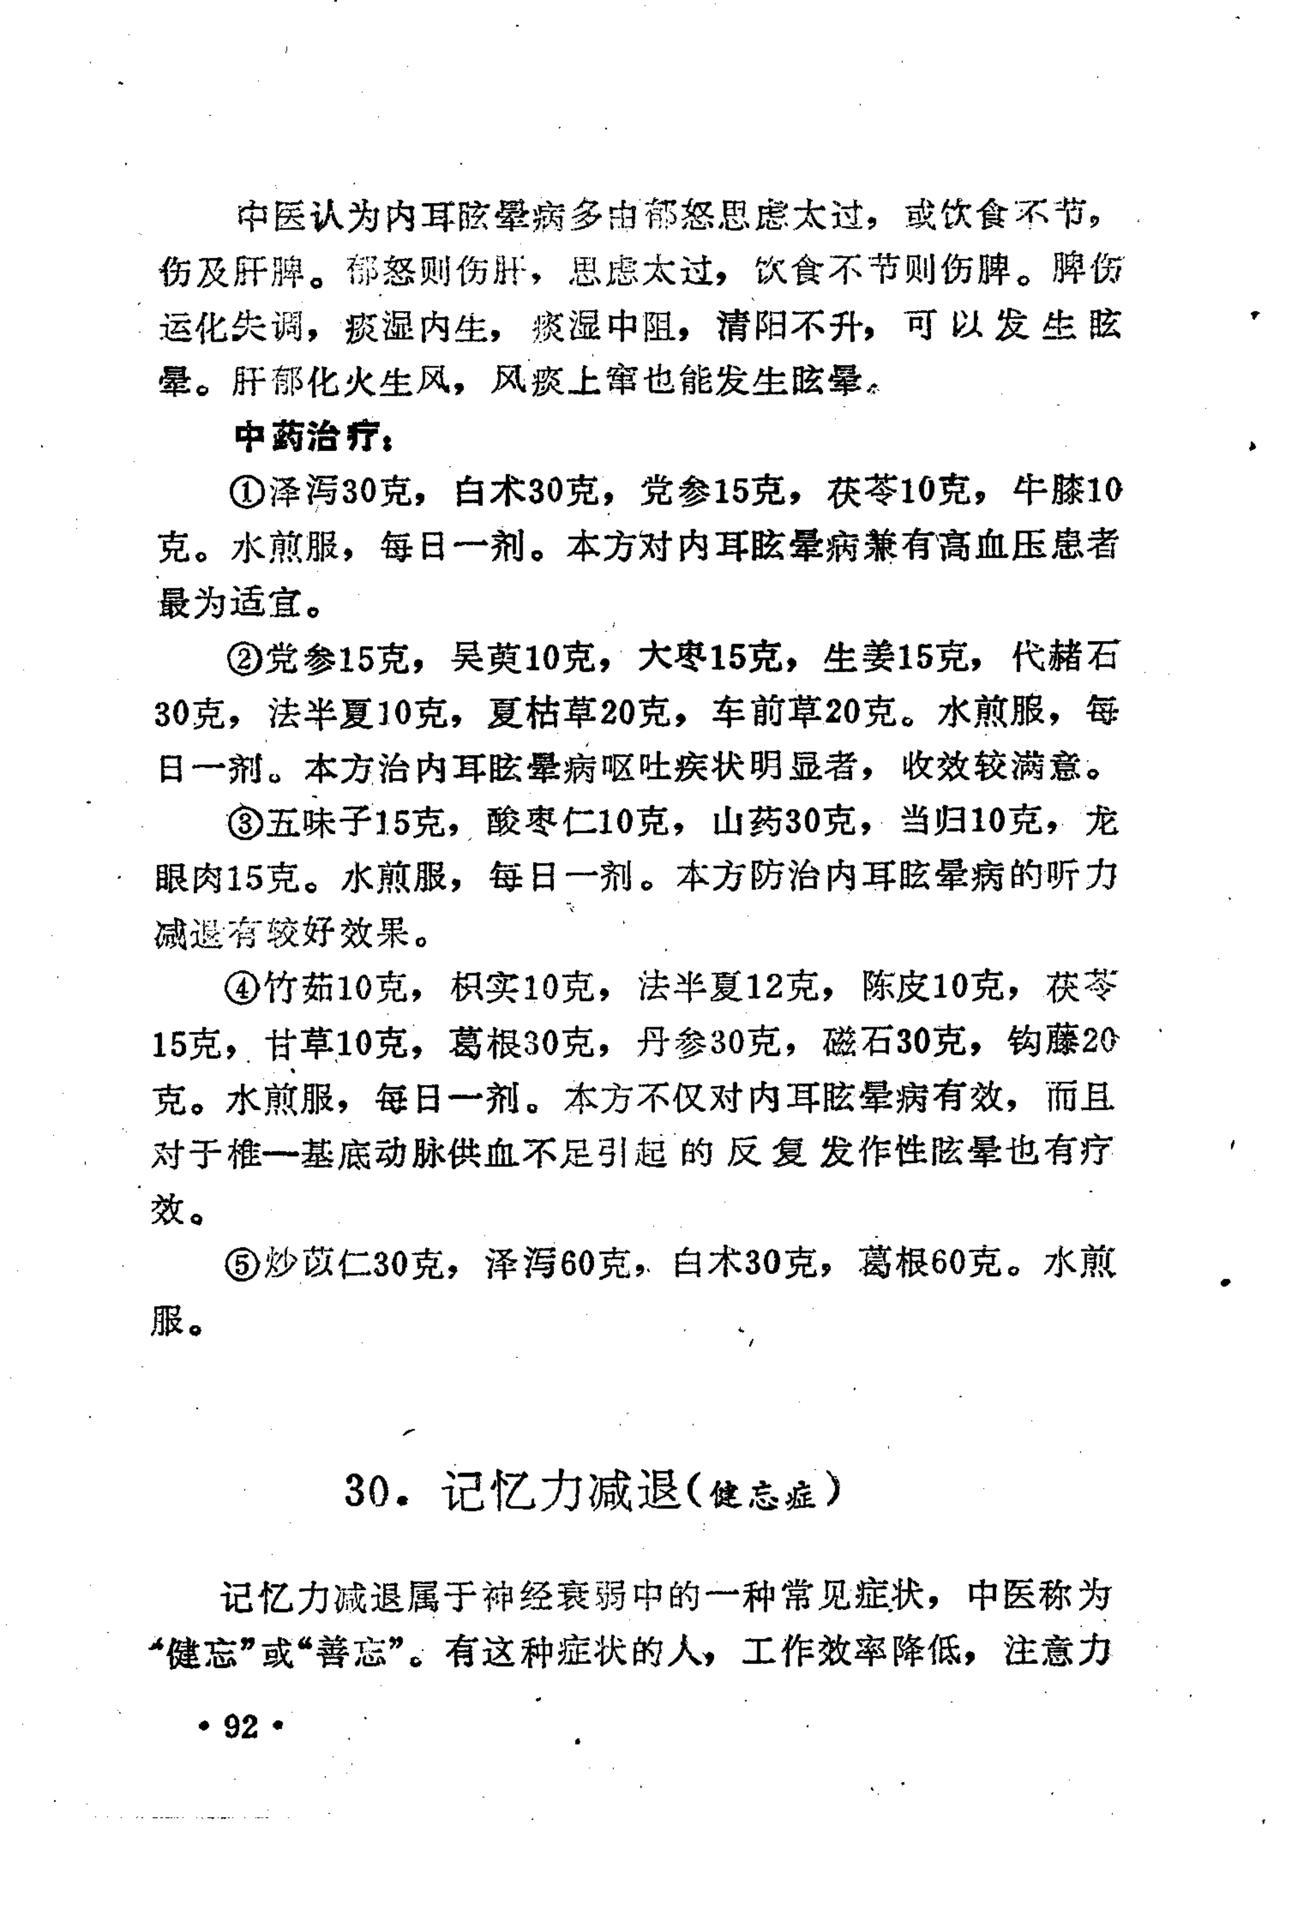 中医认为内耳眩晕病多由郁怒思虑太过，或饮食不节，
伤及肝脾。郁怒则伤肝，思虑太过，饮食不节则伤脾。脾伤
运化失调，痰湿内生，痰湿中阻，清阳不升，可以发生眩
晕。肝郁化火生风，风痰上窜也能发生眩晕。
中药治疗：
①泽泻30克，白术30克，党参15克，茯苓10克，牛膝10
克。水煎服，每日一剂。本方对内耳眩晕病兼有高血压患者
最为适宜。
②党参15克，吴萸10克，大枣15克，生姜15克，代赭石
30克，法半夏10克，夏枯草20克，车前草20克。水煎服，每
日一剂。本方治内耳眩晕病呕吐疾状明显者，收效较满意。
③五味子15克，酸枣仁10克，山药30克，当归10克，龙
眼肉15克。水煎服，每日一剂。本方防治内耳眩晕病的听力
减退有较好效果。
④竹茹10克，枳实10克，法半夏12克，陈皮10克，茯苓
15克，甘草10克，葛根30克，丹参30克，磁石30克，钩藤20
克。水煎服，每日一剂。本方不仅对内耳眩晕病有效，而且
对于椎—基底动脉供血不足引起的反复发作性眩晕也有疗
效。
⑤炒苡仁30克，泽泻60克，白术30克，葛根60克。水煎
服。
30．记忆力减退（健忘症）
记忆力减退属于神经衰弱中的一种常见症状，中医称为
“健忘”或“善忘”。有这种症状的人，工作效率降低，注意力
·92·